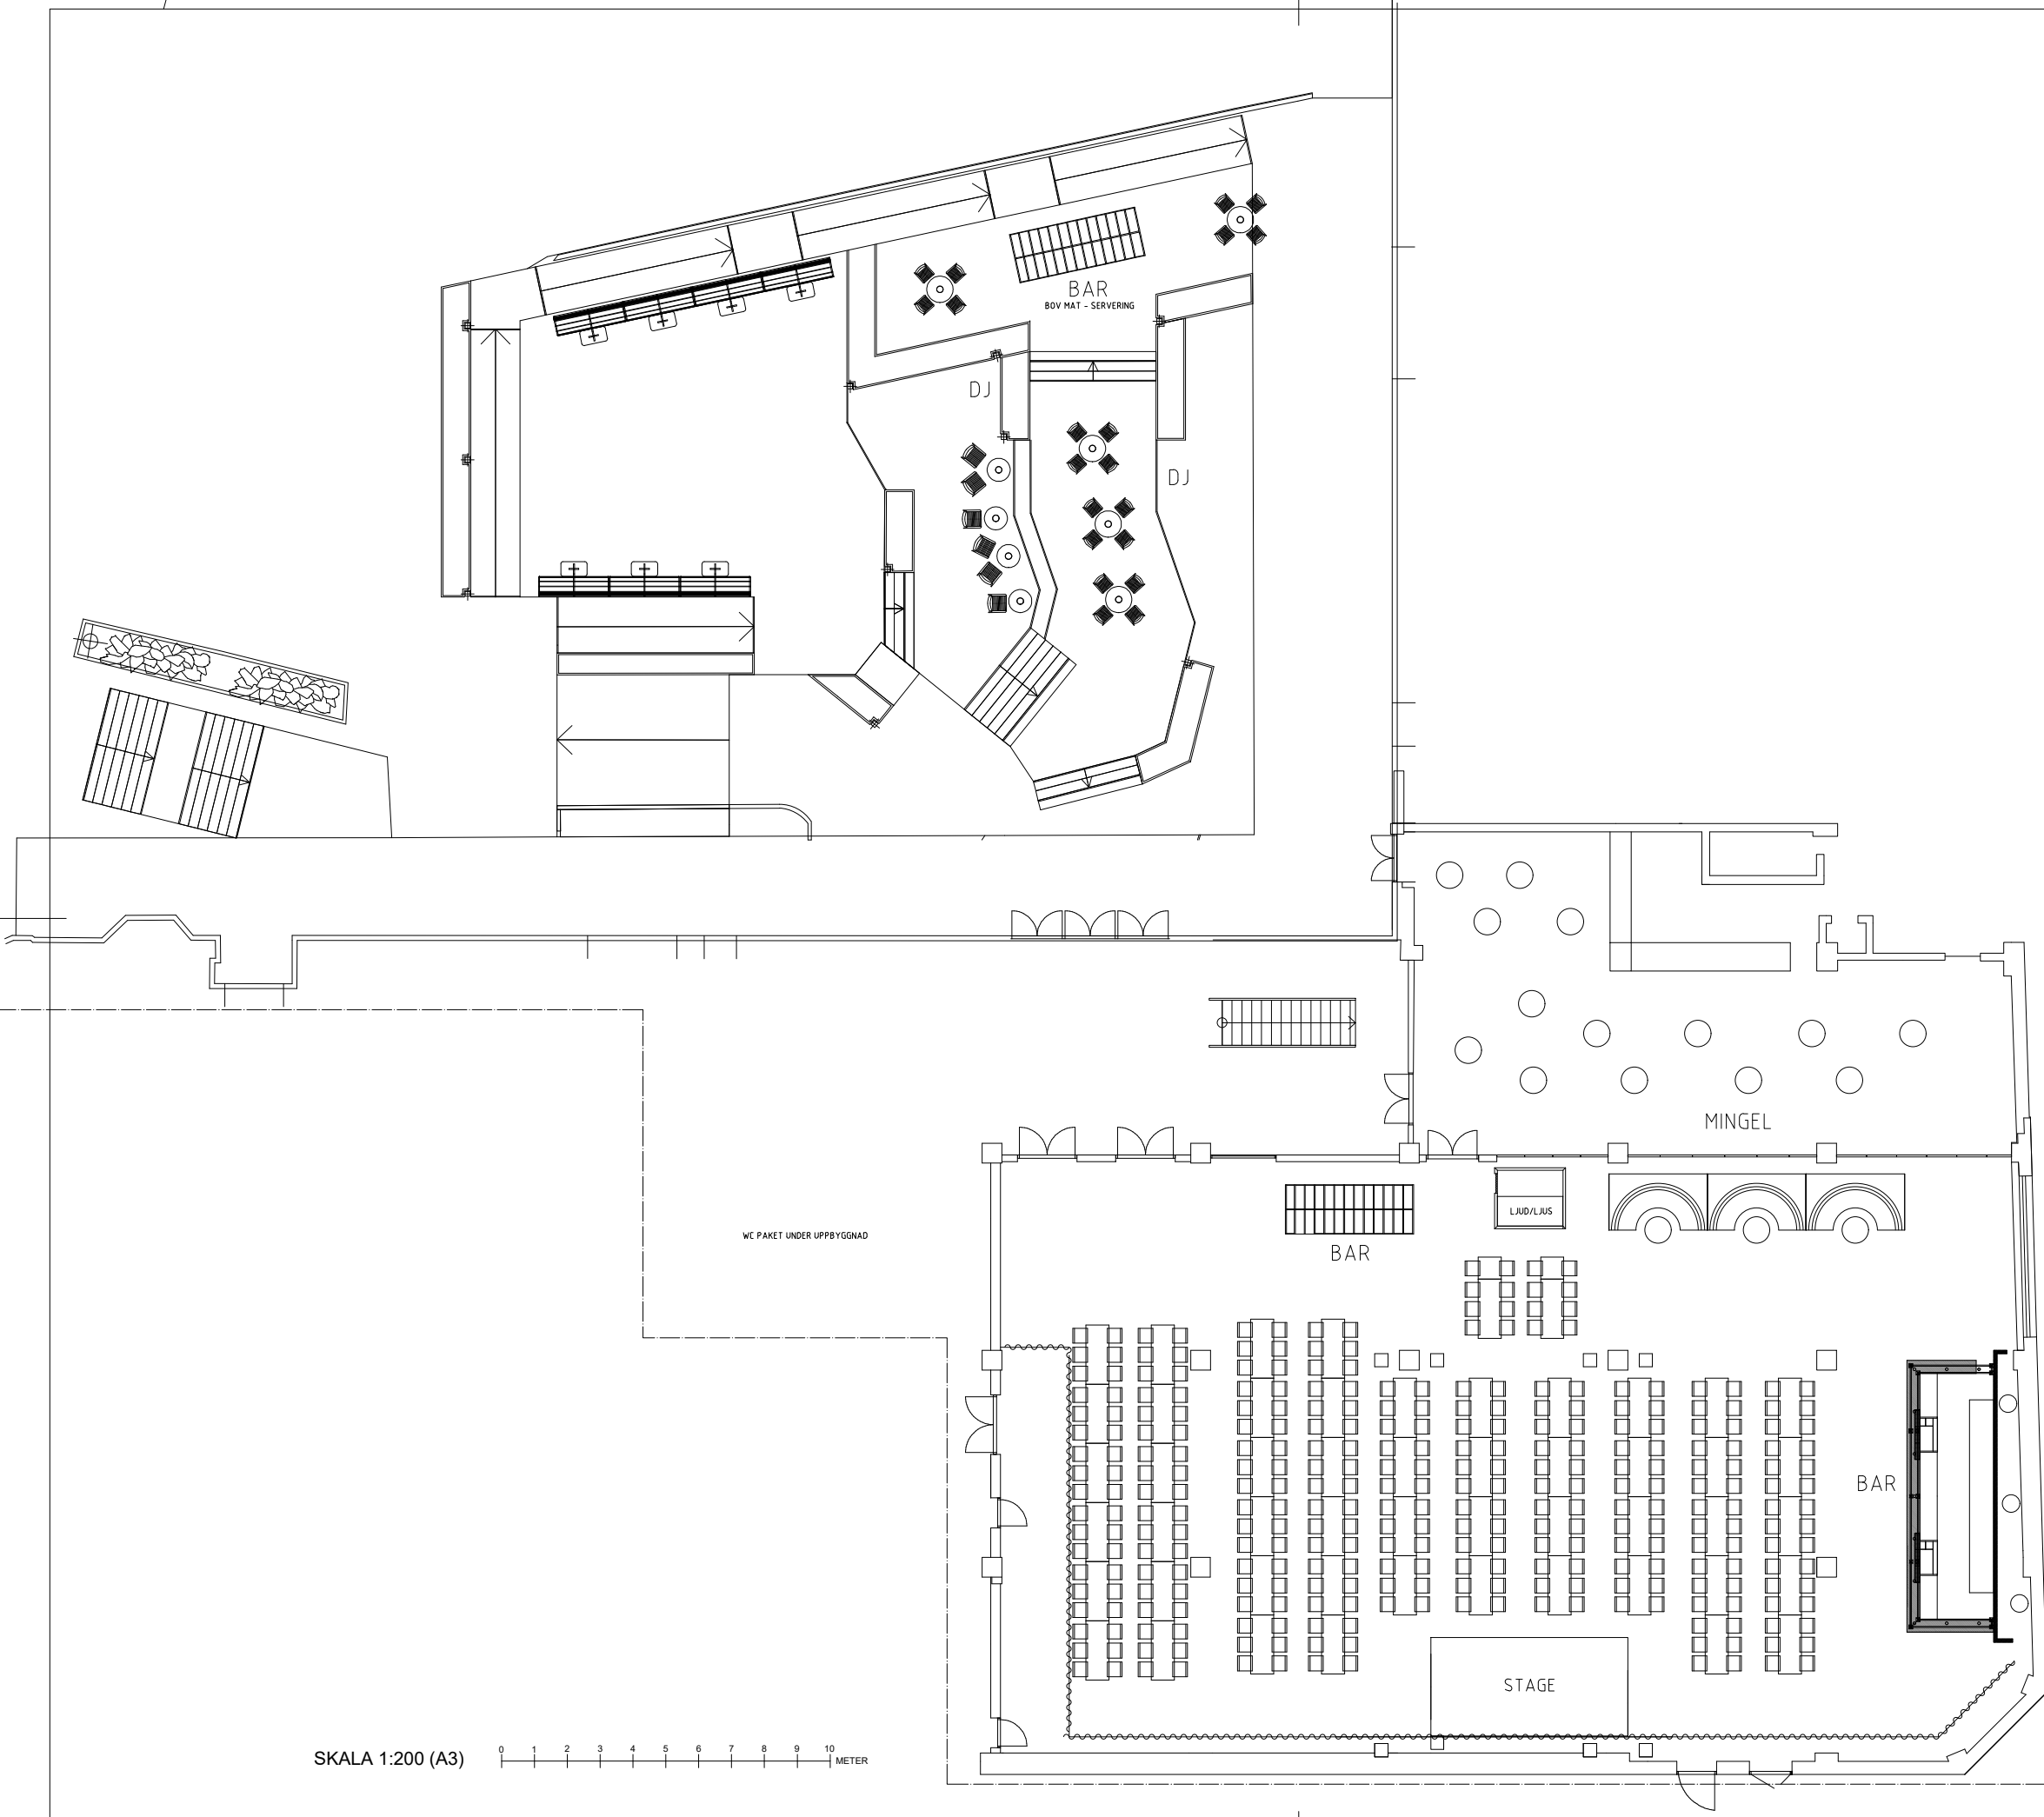 BAR
BOV MAT - SERVERING
DJ
DJ
MINGEL
LJUD/LJUS
WC PAKET UNDER UPPBYGGNAD
BAR
BAR
STAGE
SKALA 1:200 (A3)
0 1 2 3 4 5 6 7 8 9 10
METER